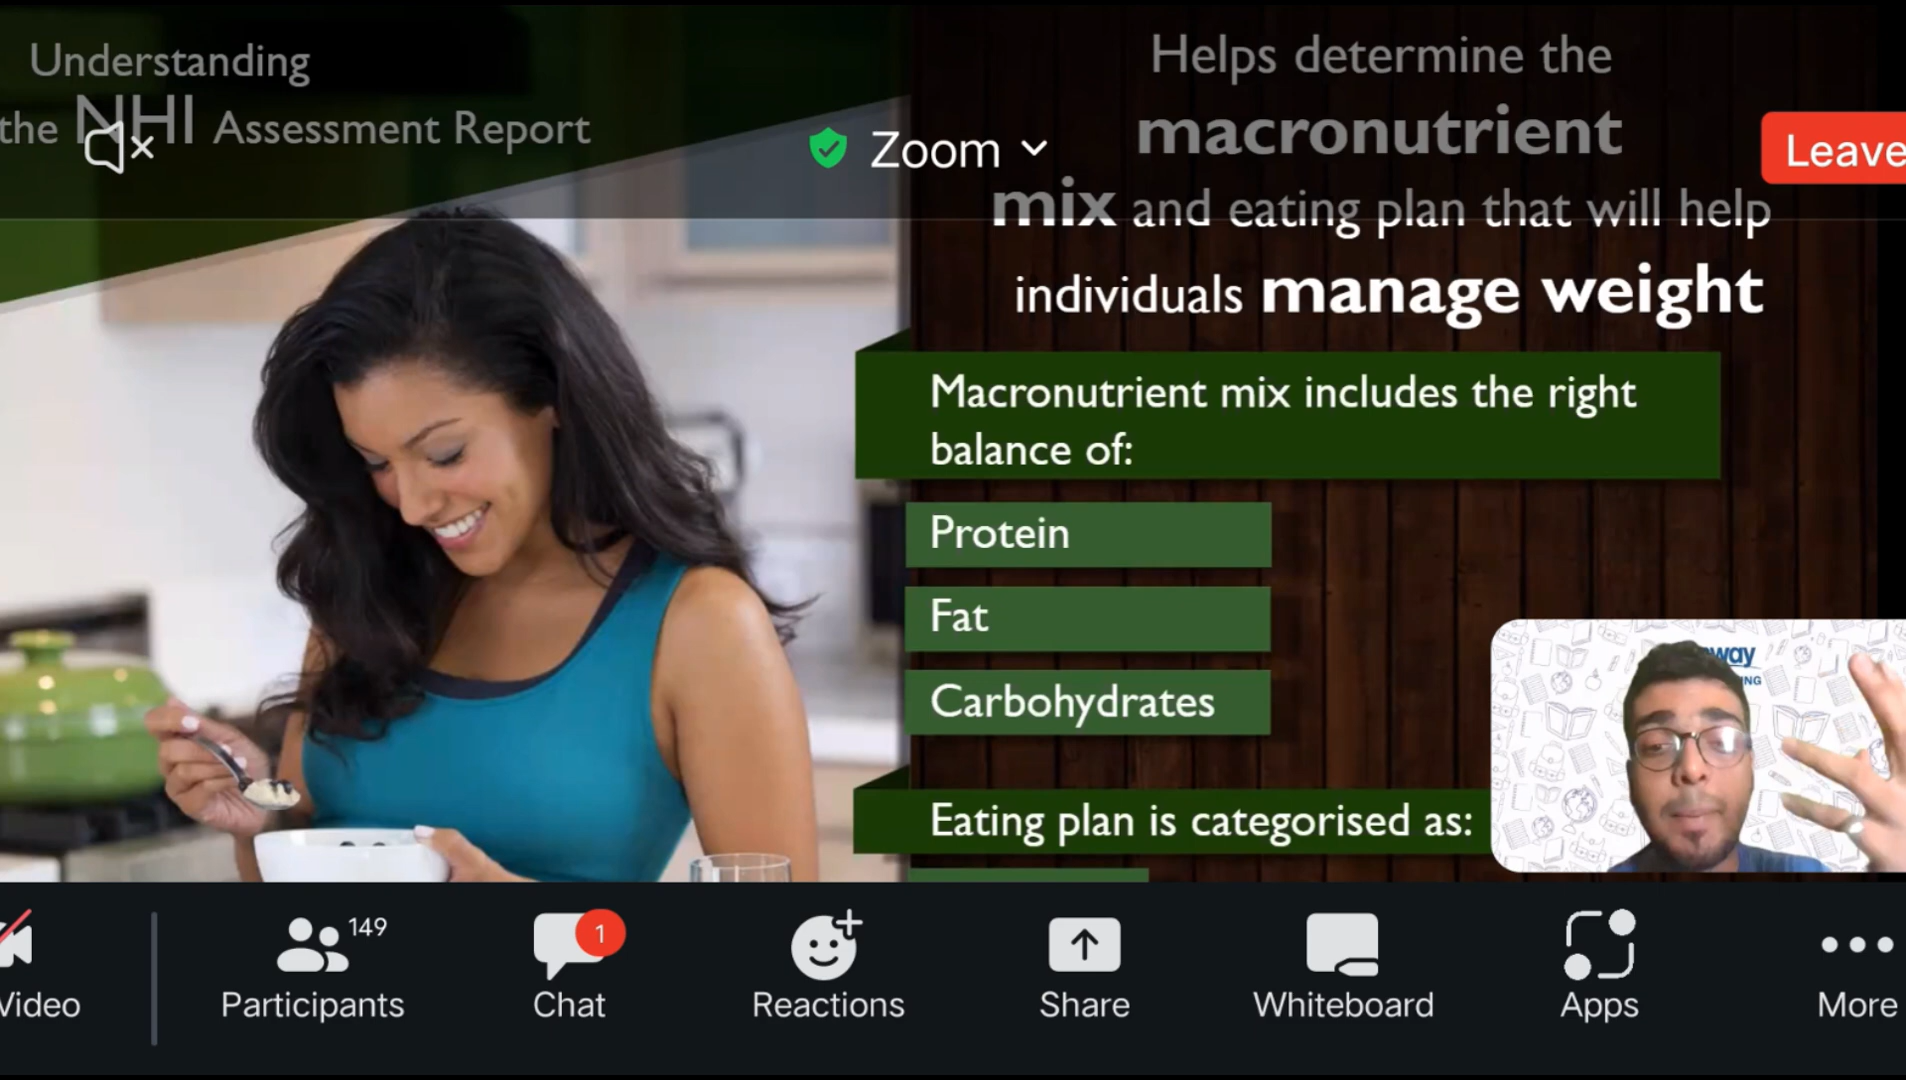 Understanding
the NHI Assessment Report
Zoom
Leave
Helps determine the
macronutrient
mix and eating plan that will help
individuals manage weight
Macronutrient mix includes the right
balance of:
Protein
Fat
Carbohydrates
way
NG
Eating plan is categorised as:
Video
Participants
149
Chat
1
Reactions
Share
Whiteboard
Apps
More